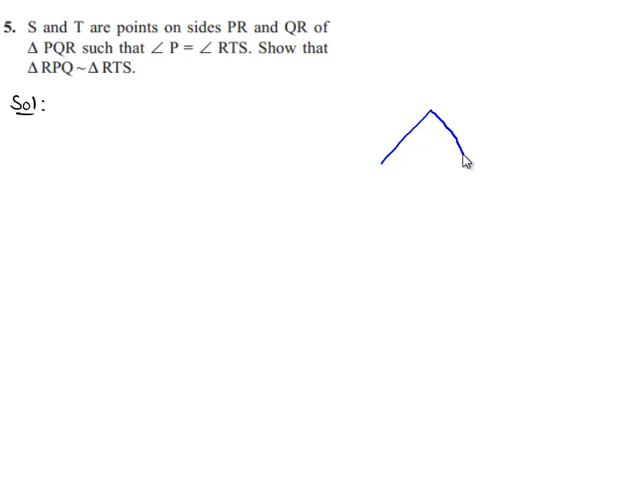 5. S and T are points on sides PR and QR of
Δ PQR such that ∠ P = ∠ RTS. Show that
Δ RPQ ~ Δ RTS.
Sol: